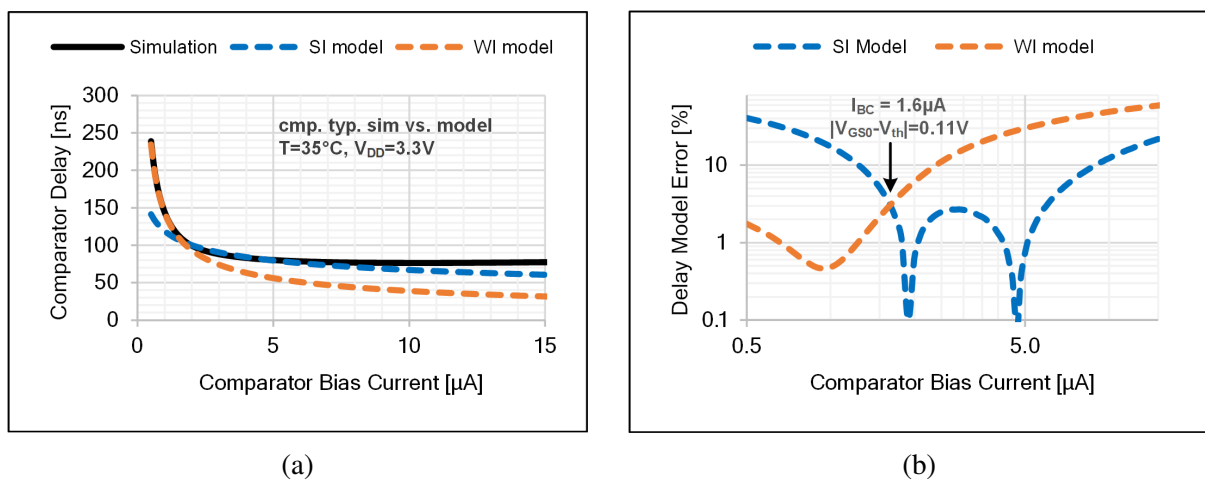 Simulation SI model WI model
Comparator Delay [ns]
300
250
200
150
100
50
0
cmp. typ. sim vs. model
T=35°C, V_DD=3.3V
0 5 10 15
Comparator Bias Current [µA]
(a)
SI Model WI model
Delay Model Error [%]
10
1
0.1
I_BC = 1.6µA
|V_GS0-V_th|=0.11V
0.5 5.0
Comparator Bias Current [µA]
(b)